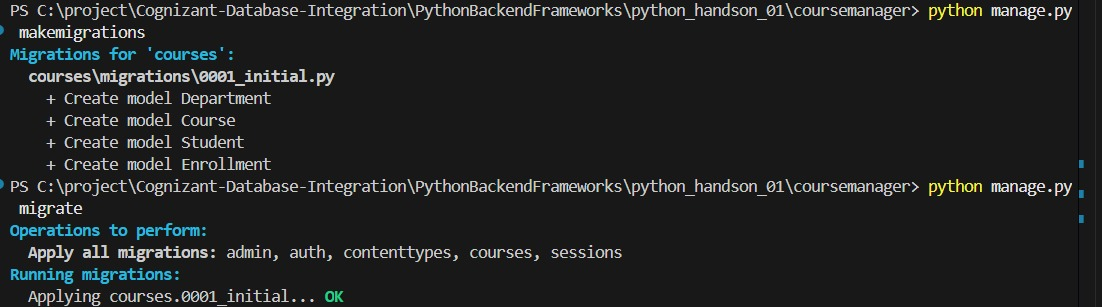 PS C:\project\Cognizant-Database-Integration\PythonBackendFrameworks\python_handson_01\coursemanager> python manage.py
makemigrations
Migrations for 'courses':
  courses\migrations\0001_initial.py
    + Create model Department
    + Create model Course
    + Create model Student
    + Create model Enrollment
PS C:\project\Cognizant-Database-Integration\PythonBackendFrameworks\python_handson_01\coursemanager> python manage.py
 migrate
Operations to perform:
  Apply all migrations: admin, auth, contenttypes, courses, sessions
Running migrations:
  Applying courses.0001_initial... OK